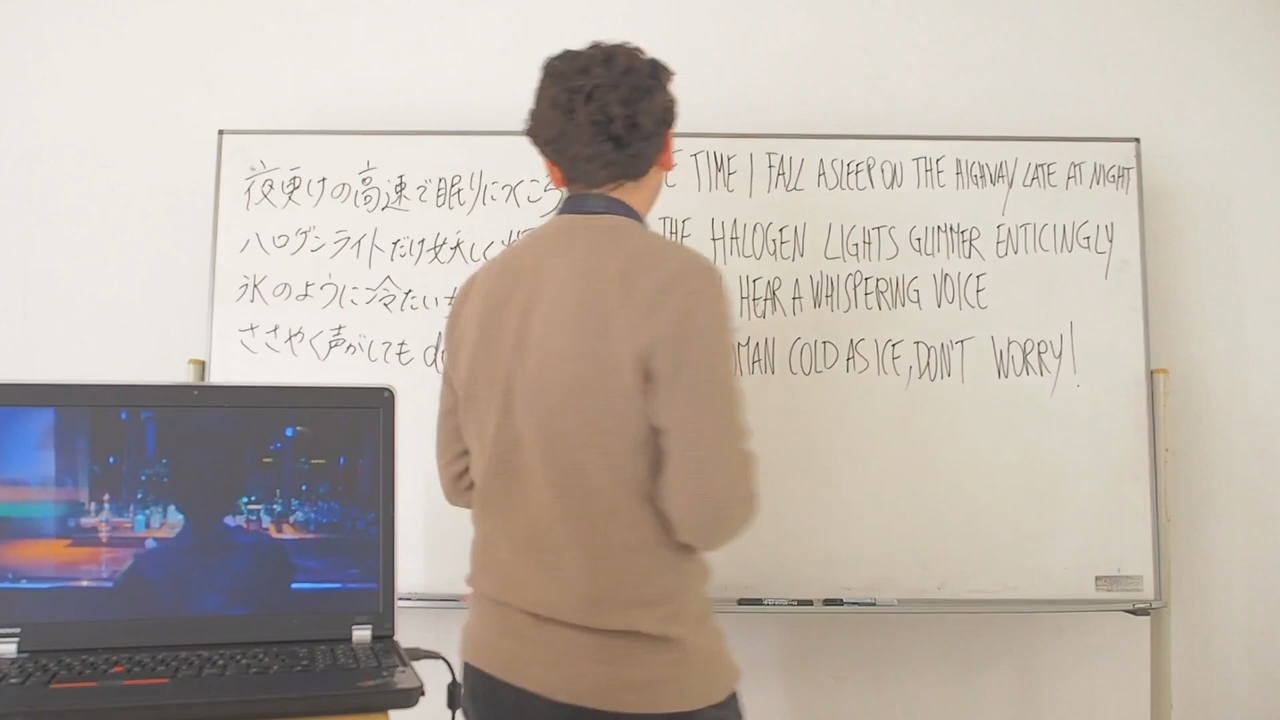 夜更けの高速で眠りにつくころ
ハロゲンライトだけ妖しく
氷のように冷たい
ささやく声がしても
TIME I FALL ASLEEP ON THE HIGHWAY LATE AT NIGHT
THE HALOGEN LIGHTS GLIMMER ENTICINGLY
HEAR A WHISPERING VOICE
COLD AS ICE, DON'T WORRY!